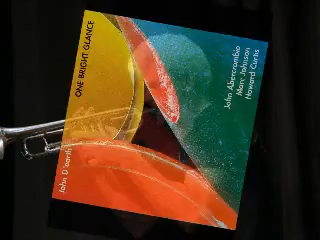 ONE BRIGHT GLANCE
John Abercrombie
Marc Johnson
Howard Curtis
John D'earth